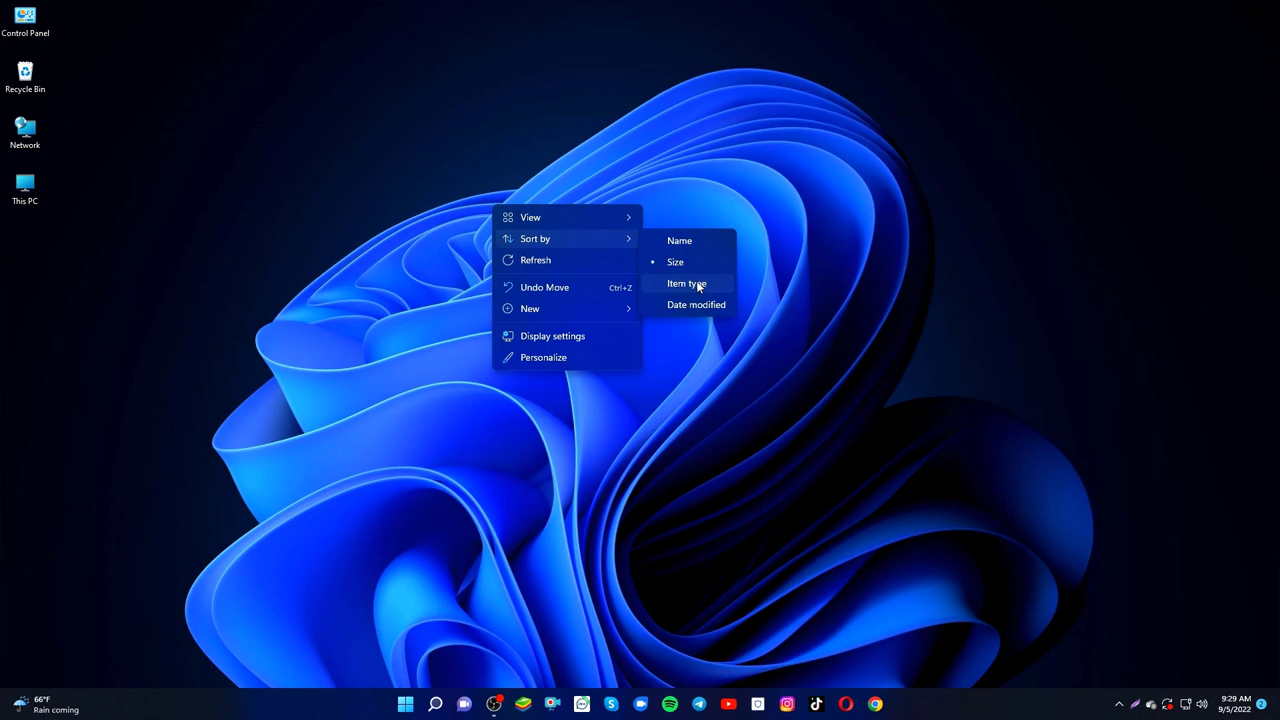 Control Panel
Recycle Bin
Network
This PC
View
Sort by
Refresh
Undo Move Ctrl+Z
New
Display settings
Personalize
Name
Size
Item type
Date modified
66°F
Rain coming
9:29 AM
9/5/2022
2